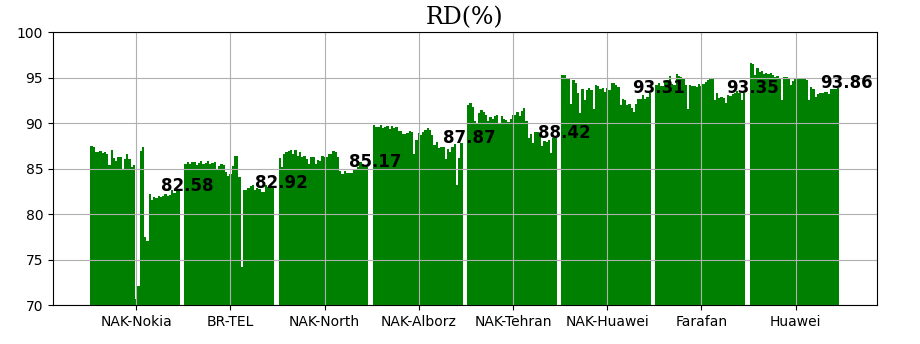 RD(%)
100
95
90
85
80
75
70
82.58
82.92
85.17
87.87
88.42
93.31
93.35
93.86
NAK-Nokia
BR-TEL
NAK-North
NAK-Alborz
NAK-Tehran
NAK-Huawei
Farafan
Huawei